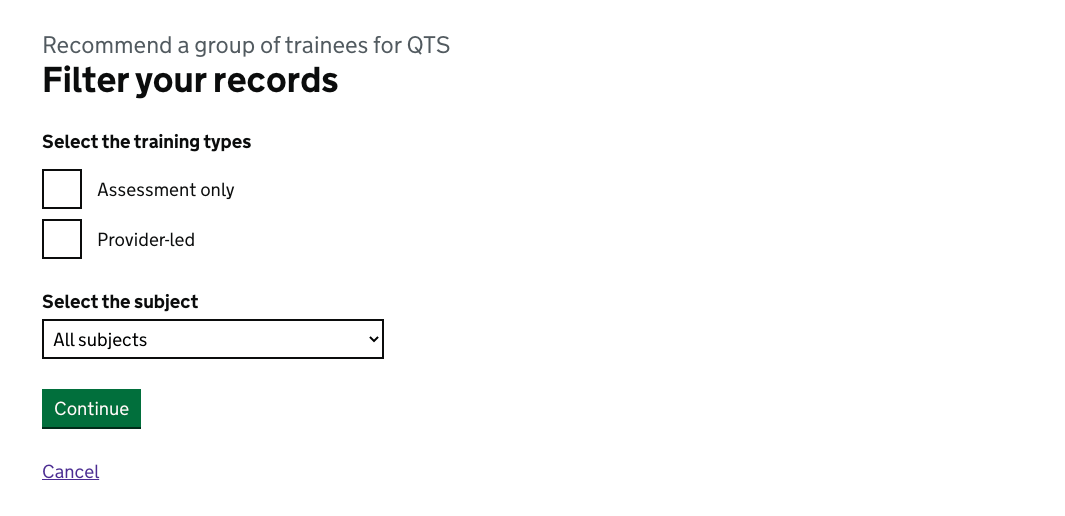 Recommend a group of trainees for QTS
Filter your records
Select the training types
Assessment only
Provider-led
Select the subject
All subjects
Continue
Cancel